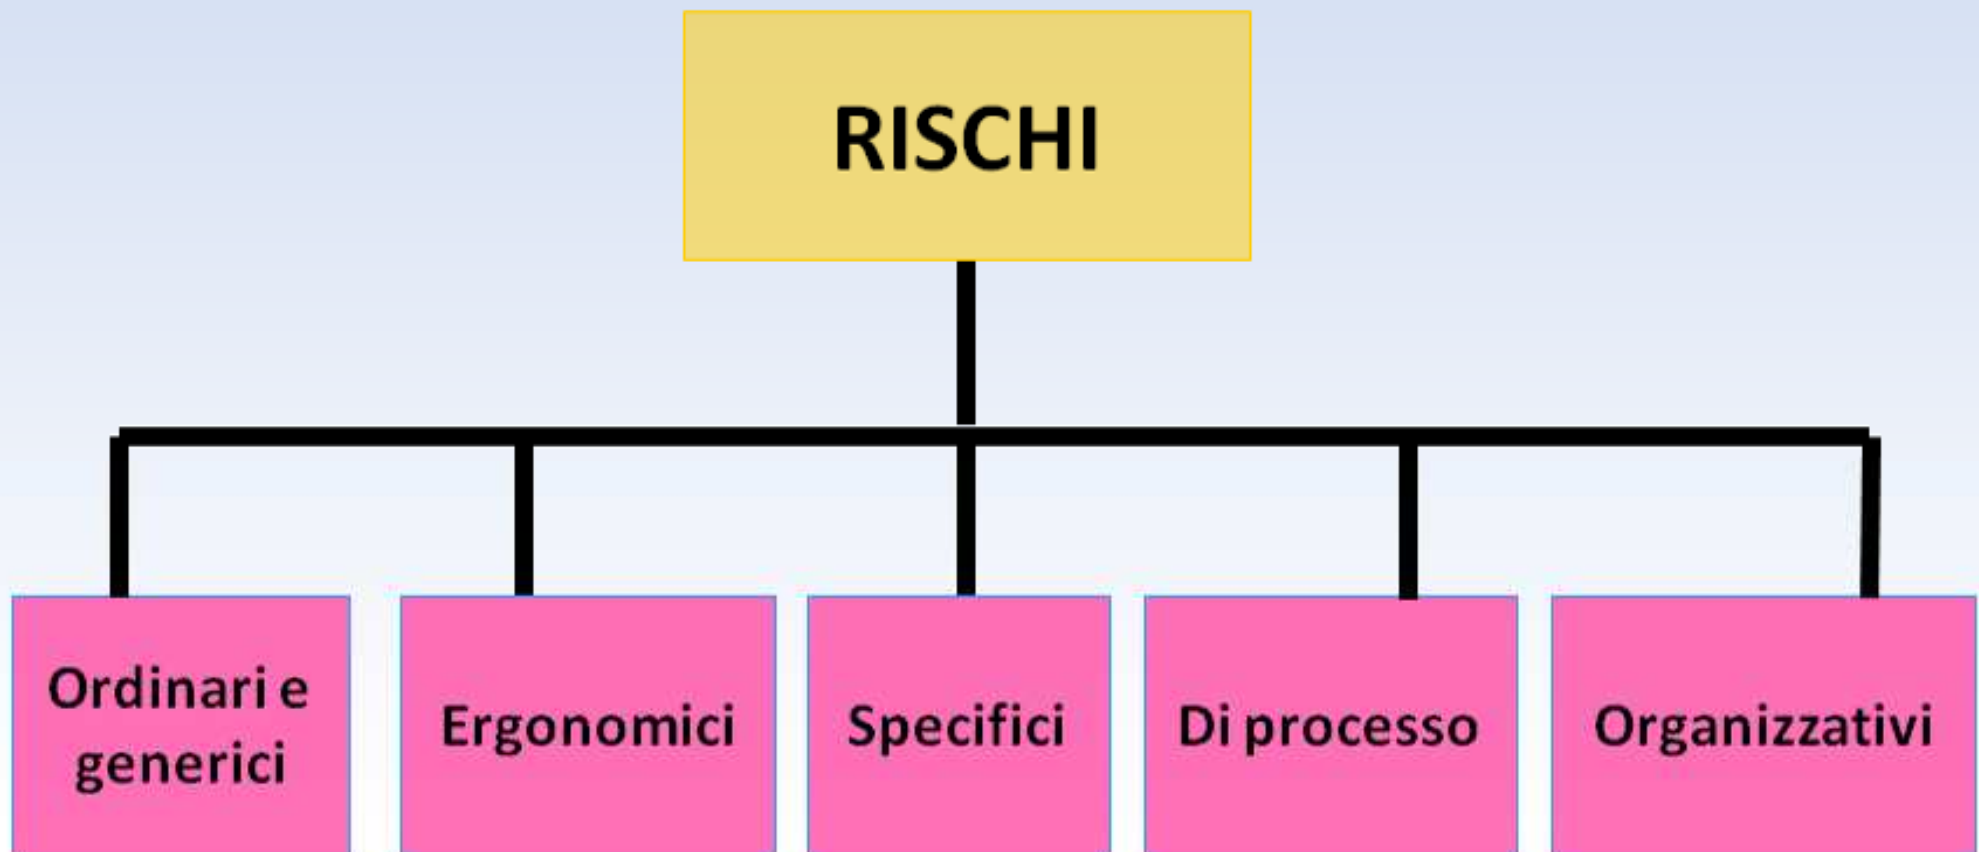 RISCHI
Ordinari e
generici
Ergonomici
Specifici
Di processo
Organizzativi